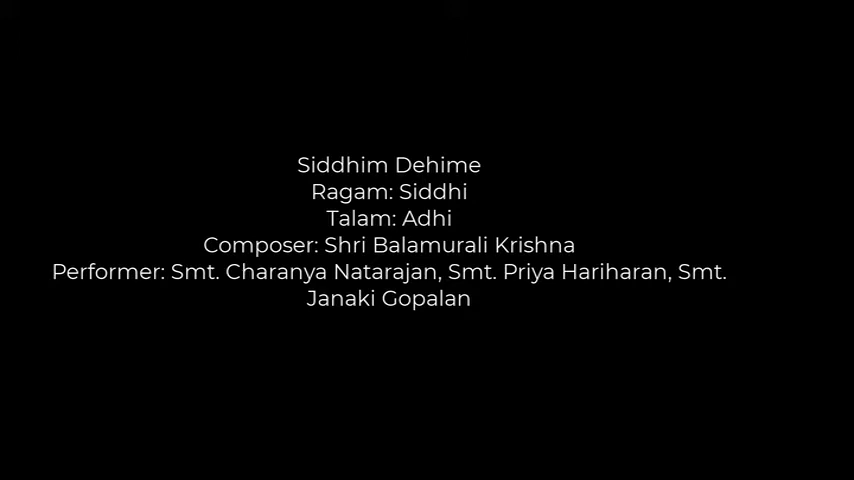 Siddhim Dehime
Ragam: Siddhi
Talam: Adhi
Composer: Shri Balamurali Krishna
Performer: Smt. Charanya Natarajan, Smt. Priya Hariharan, Smt.
Janaki Gopalan